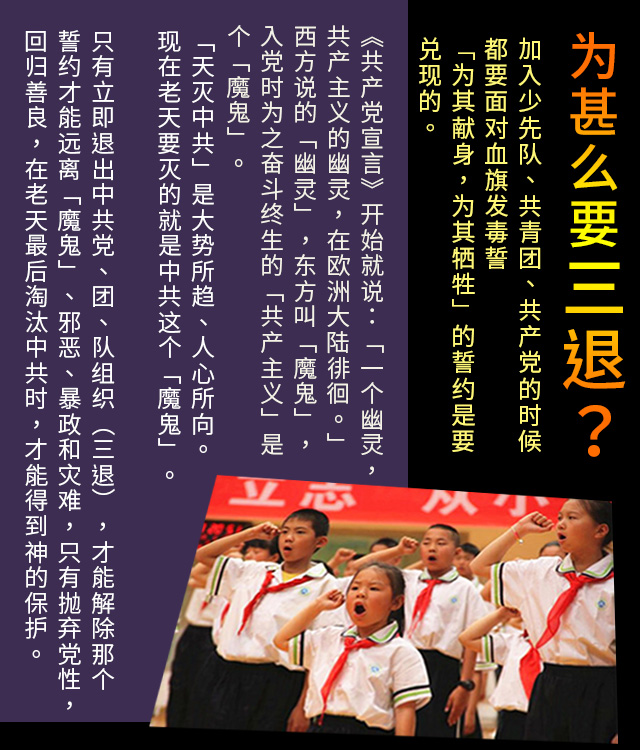 为甚么要三退？
加入少先队、共青团、共产党的时候
都要面对血旗发毒誓
「为其献身，为其牺牲」的誓约是要
兑现的。
《共产党宣言》开始就说：「一个幽灵，
共产主义的幽灵，在欧洲大陆徘徊。」
西方说的「幽灵」，东方叫「魔鬼」，
入党时为之奋斗终生的「共产主义」是
个「魔鬼」。
「天灭中共」是大势所趋、人心所向。
现在老天要灭的就是中共这个「魔鬼」。
只有立即退出中共党、团、队组织（三退），才能解除那个
誓约才能远离「魔鬼」、邪恶、暴政和灾难，只有抛弃党性，
回归善良，在老天最后淘汰中共时，才能得到神的保护。
立志
从小